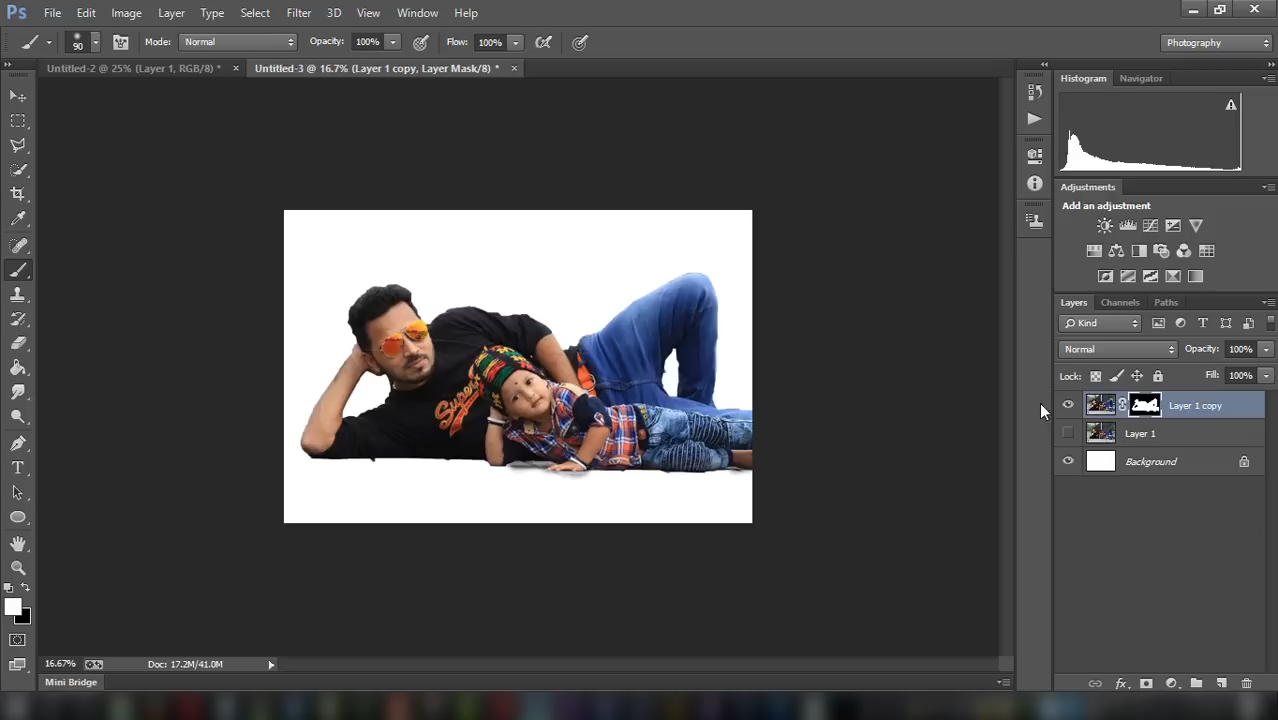 Ps File Edit Image Layer Type Select Filter 3D View Window Help
90 Mode: Normal Opacity: 100% Flow: 100% Photography
Untitled-2 @ 25% (Layer 1, RGB/8) * × Untitled-3 @ 16.7% (Layer 1 copy, Layer Mask/8) * ×
Histogram Navigator
Adjustments
Add an adjustment
Layers Channels Paths
Kind
Normal Opacity: 100%
Lock: Fill: 100%
Layer 1 copy
Layer 1
Background
16.67% Doc: 17.2M/41.0M
Mini Bridge